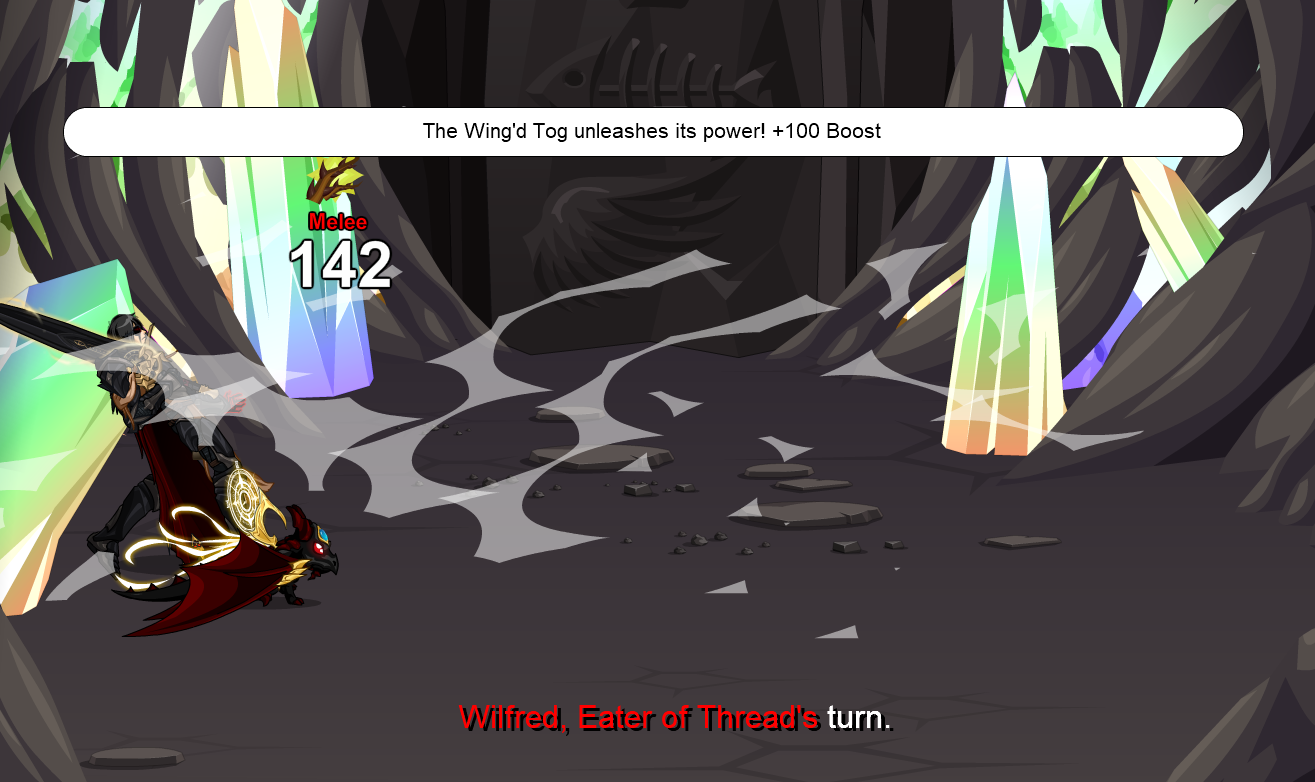 The Wing'd Tog unleashes its power! +100 Boost
Melee
142
Wilfred, Eater of Thread's turn.